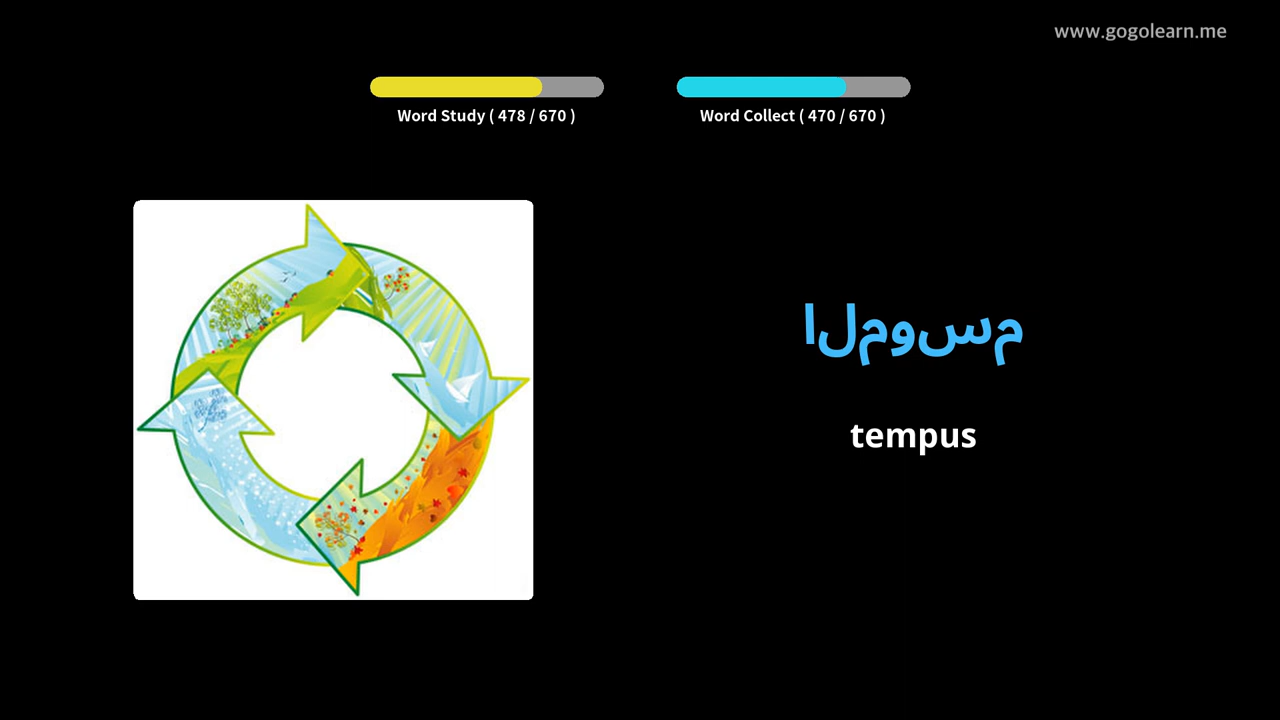 www.gogolearn.me
Word Study ( 478 / 670 )
Word Collect ( 470 / 670 )
الموسم
tempus